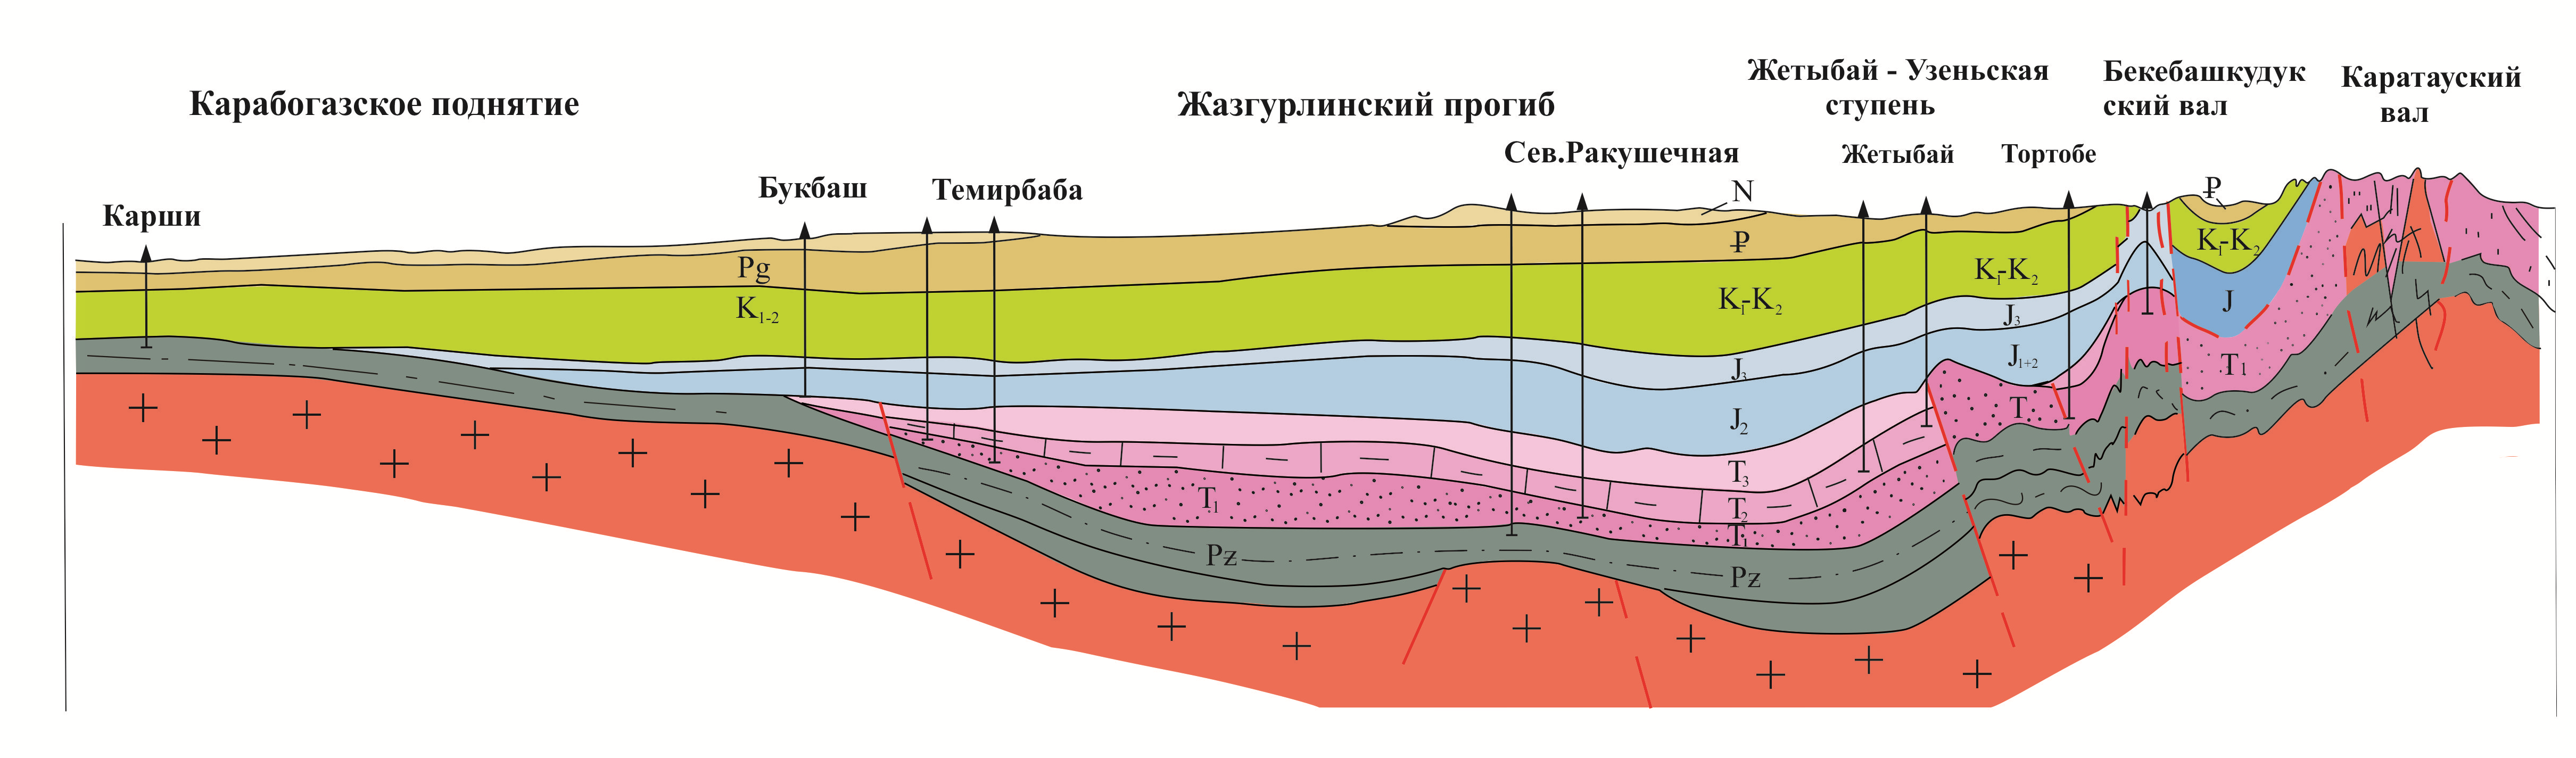 Жетыбай - Узеньская
ступень
Бекебашкудук
ский вал
Каратауский
вал
Карабогазское поднятие
Жазгурлинский прогиб
Сев.Ракушечная
Жетыбай
Тортобе
Букбаш
Темирбаба
Карши
N
Ꝑ
Ꝑ
Pg
K₁₋₂
K₁-K₂
K₁-K₂
K₁-K₂
J₃
J₃
J₁₊₂
J
J₂
T
T₁
T₃
T₂
T₁
T₁
Pz
Pz